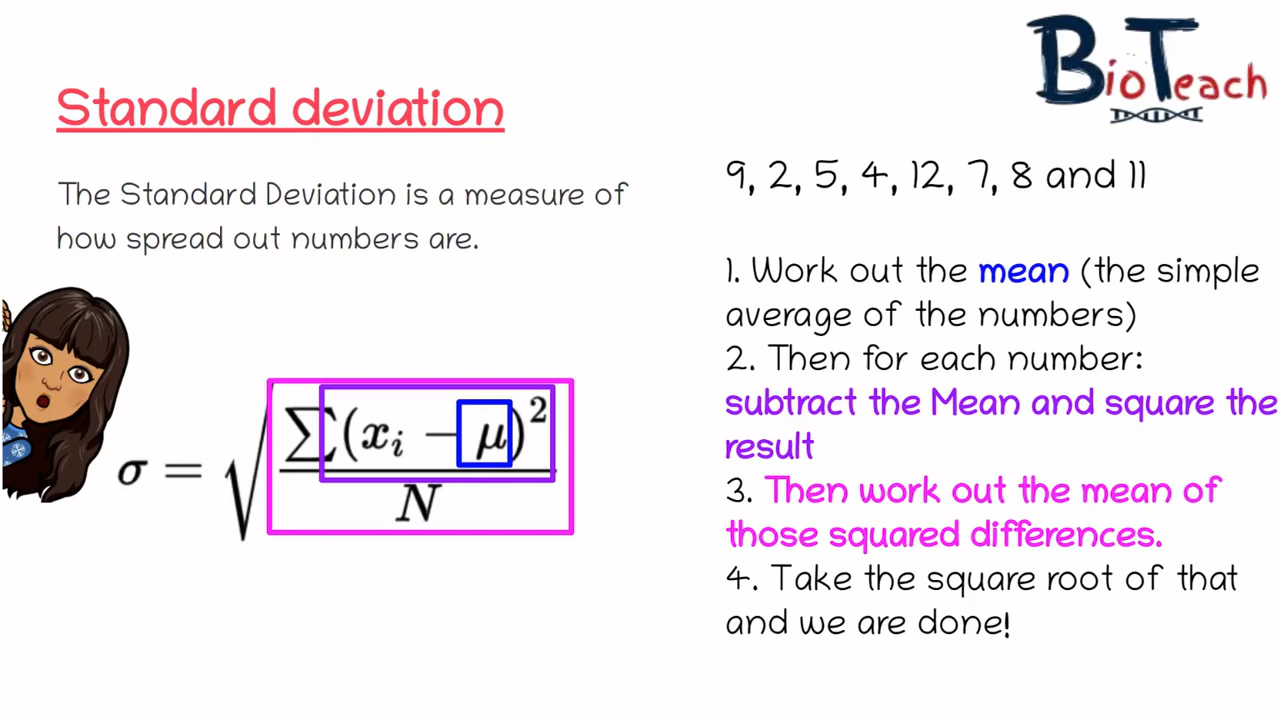 BioTeach
Standard deviation
The Standard Deviation is a measure of
how spread out numbers are.
σ = √(∑(xᵢ − μ)² / N)
9, 2, 5, 4, 12, 7, 8 and 11
1. Work out the mean (the simple
average of the numbers)
2. Then for each number:
subtract the Mean and square the
result
3. Then work out the mean of
those squared differences.
4. Take the square root of that
and we are done!